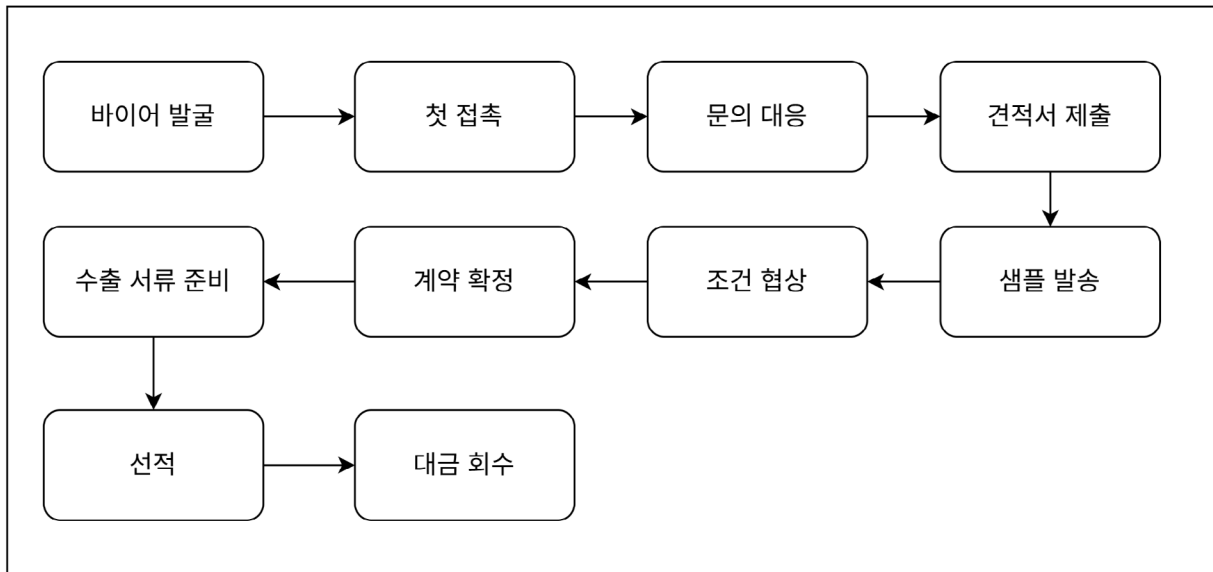 바이어 발굴
첫 접촉
문의 대응
견적서 제출
샘플 발송
조건 협상
계약 확정
수출 서류 준비
선적
대금 회수